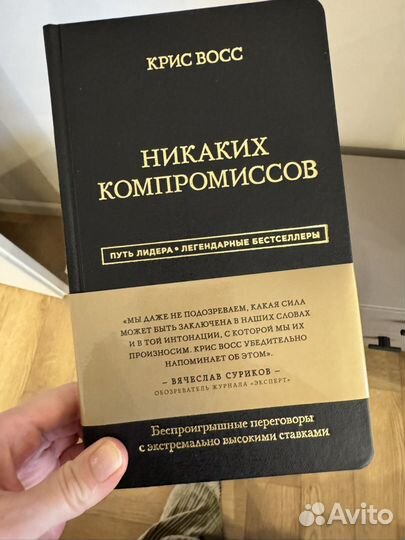 КРИС ВОСС
НИКАКИХ
КОМПРОМИССОВ
ПУТЬ ЛИДЕРА • ЛЕГЕНДАРНЫЕ БЕСТСЕЛЛЕРЫ
«МЫ ДАЖЕ НЕ ПОДОЗРЕВАЕМ, КАКАЯ СИЛА
МОЖЕТ БЫТЬ ЗАКЛЮЧЕНА В НАШИХ СЛОВАХ
И В ТОЙ ИНТОНАЦИИ, С КОТОРОЙ МЫ ИХ
ПРОИЗНОСИМ. КРИС ВОСС УБЕДИТЕЛЬНО
НАПОМИНАЕТ ОБ ЭТОМ».
– ВЯЧЕСЛАВ СУРИКОВ –
ОБОЗРЕВАТЕЛЬ ЖУРНАЛА «ЭКСПЕРТ»
Беспроигрышные переговоры
с экстремально высокими ставками
Avito